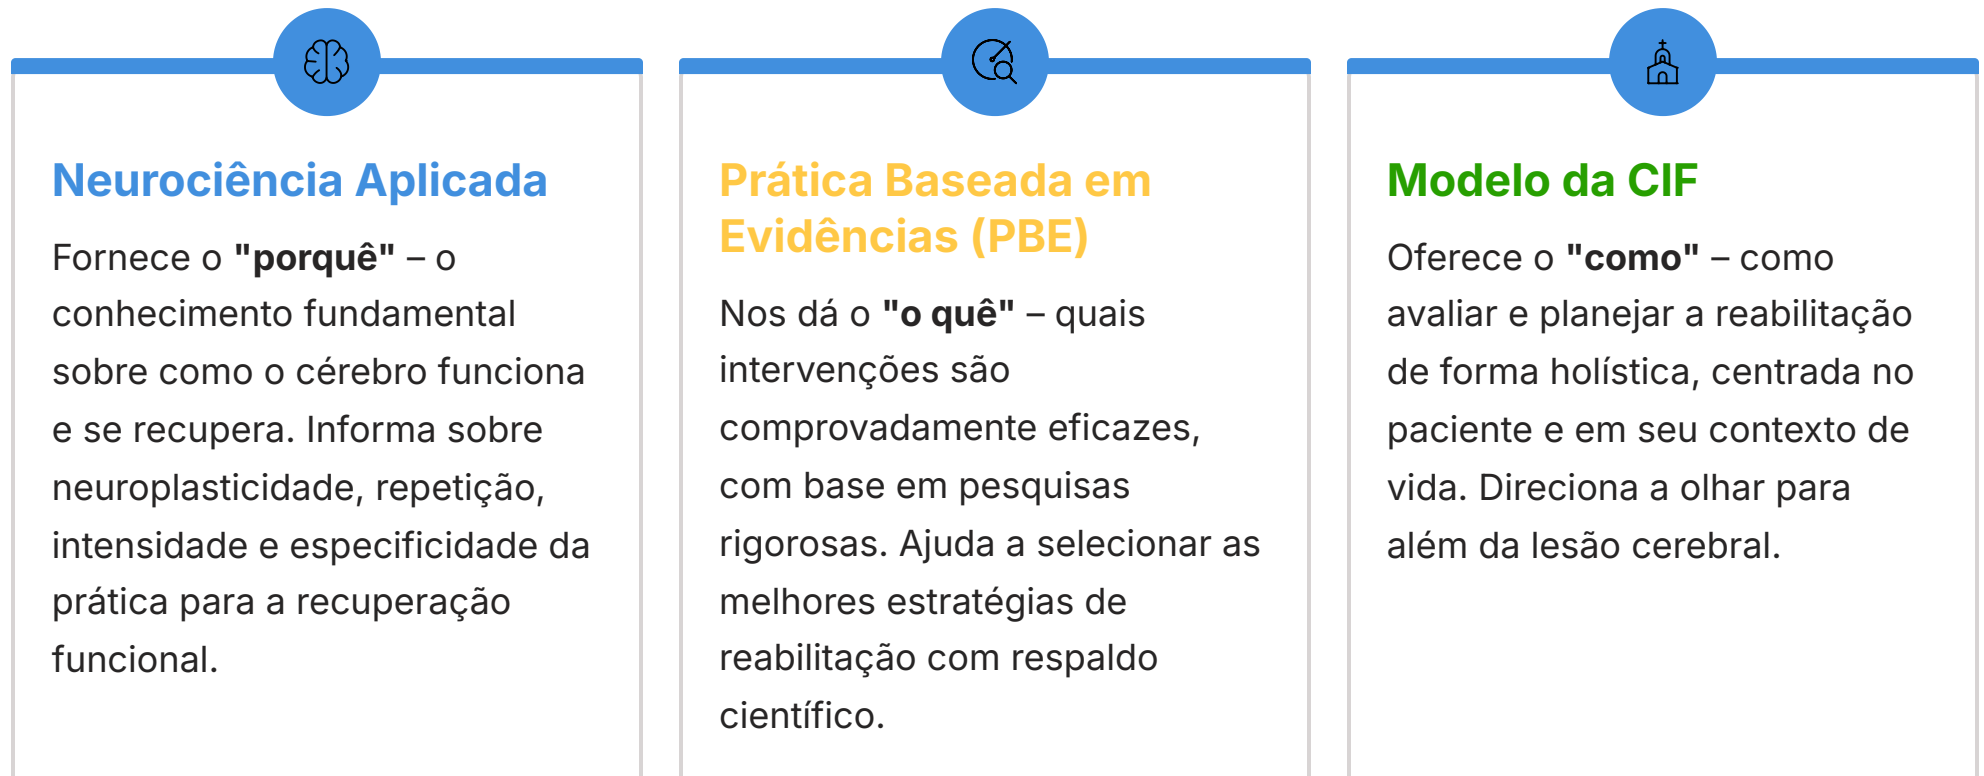 Neurociência Aplicada
Fornece o "porquê" – o
conhecimento fundamental
sobre como o cérebro funciona
e se recupera. Informa sobre
neuroplasticidade, repetição,
intensidade e especificidade da
prática para a recuperação
funcional.
Prática Baseada em
Evidências (PBE)
Nos dá o "o quê" – quais
intervenções são
comprovadamente eficazes,
com base em pesquisas
rigorosas. Ajuda a selecionar as
melhores estratégias de
reabilitação com respaldo
científico.
Modelo da CIF
Oferece o "como" – como
avaliar e planejar a reabilitação
de forma holística, centrada no
paciente e em seu contexto de
vida. Direciona a olhar para
além da lesão cerebral.